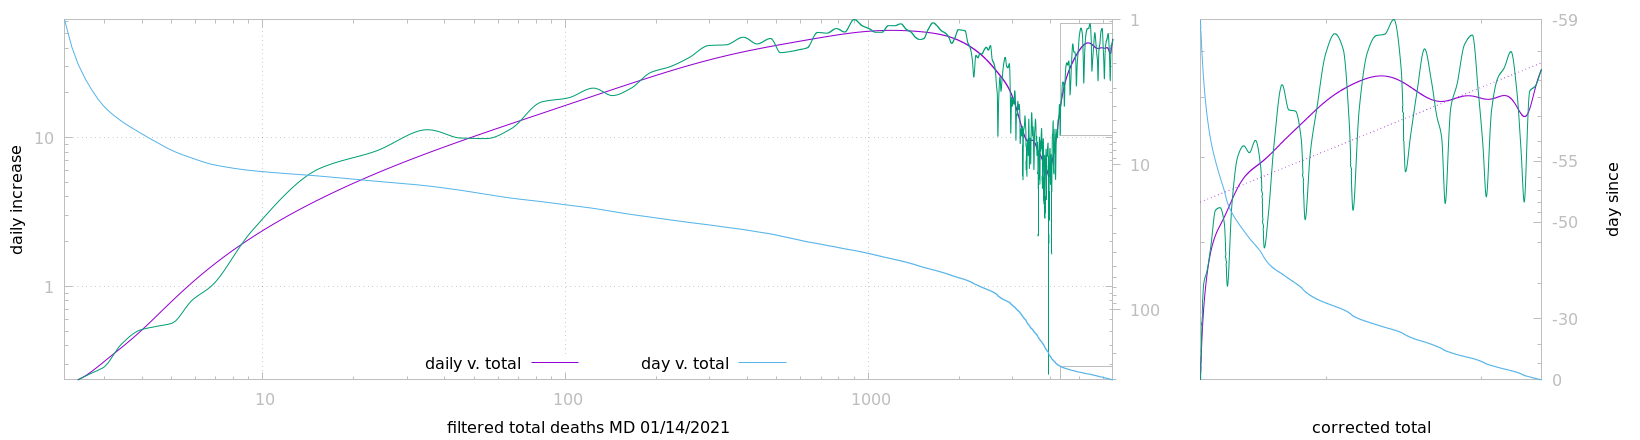 daily increase
10
1
daily v. total
day v. total
10
100
1000
filtered total deaths MD 01/14/2021
1
10
100
-59
-55
-50
-30
0
day since
corrected total